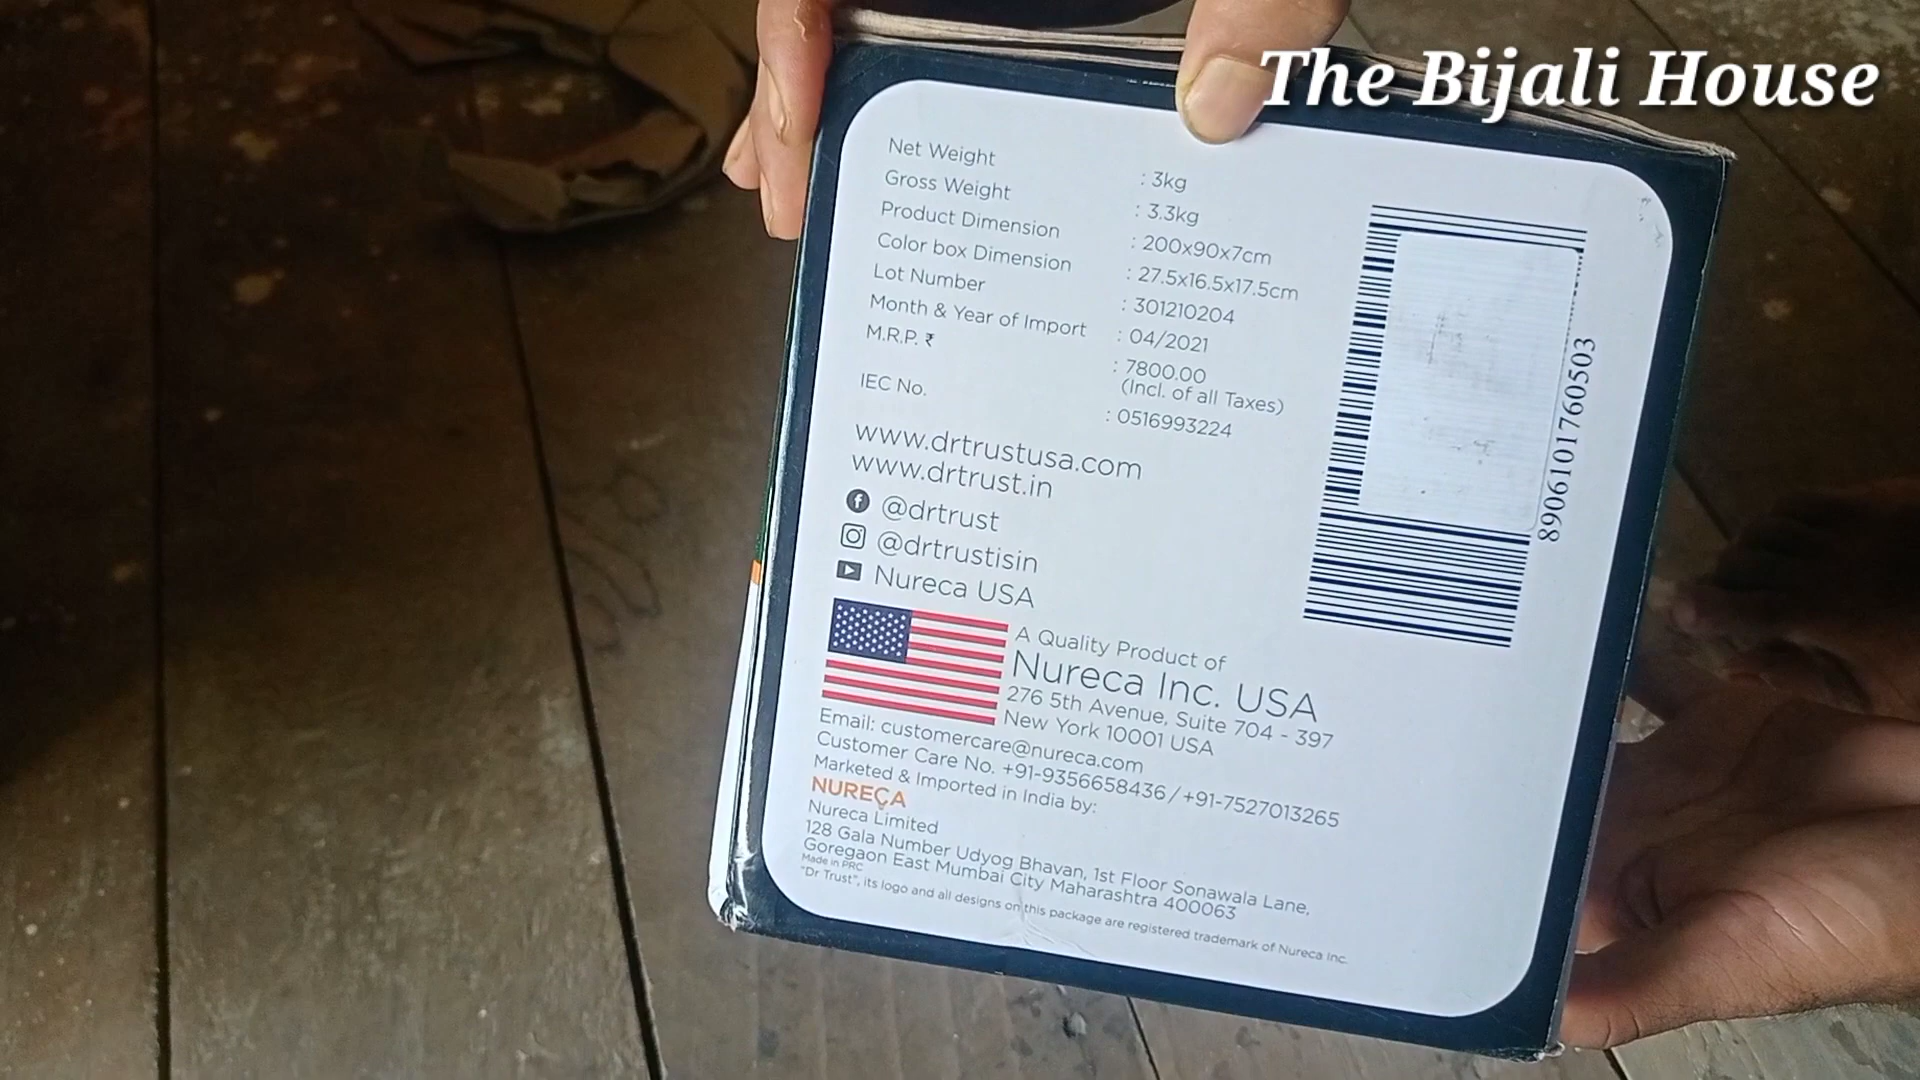 The Bijali House
Net Weight : 3kg
Gross Weight : 3.3kg
Product Dimension : 200x90x7cm
Color box Dimension : 27.5x16.5x17.5cm
Lot Number : 301210204
Month & Year of Import : 04/2021
M.R.P. ₹ : 7800.00
(Incl. of all Taxes)
IEC No. : 0516993224
www.drtrustusa.com
www.drtrust.in
@drtrust
@drtrustisin
Nureca USA
A Quality Product of
Nureca Inc. USA
276 5th Avenue, Suite 704 - 397
New York 10001 USA
Email: customercare@nureca.com
Customer Care No. +91-9356658436 / +91-7527013265
Marketed & Imported in India by:
NUREÇA
Nureca Limited
128 Gala Number Udyog Bhavan, 1st Floor Sonawala Lane,
Goregaon East Mumbai City Maharashtra 400063
Made in PRC
"Dr Trust", its logo and all designs on this package are registered trademark of Nureca Inc.
8906101760503